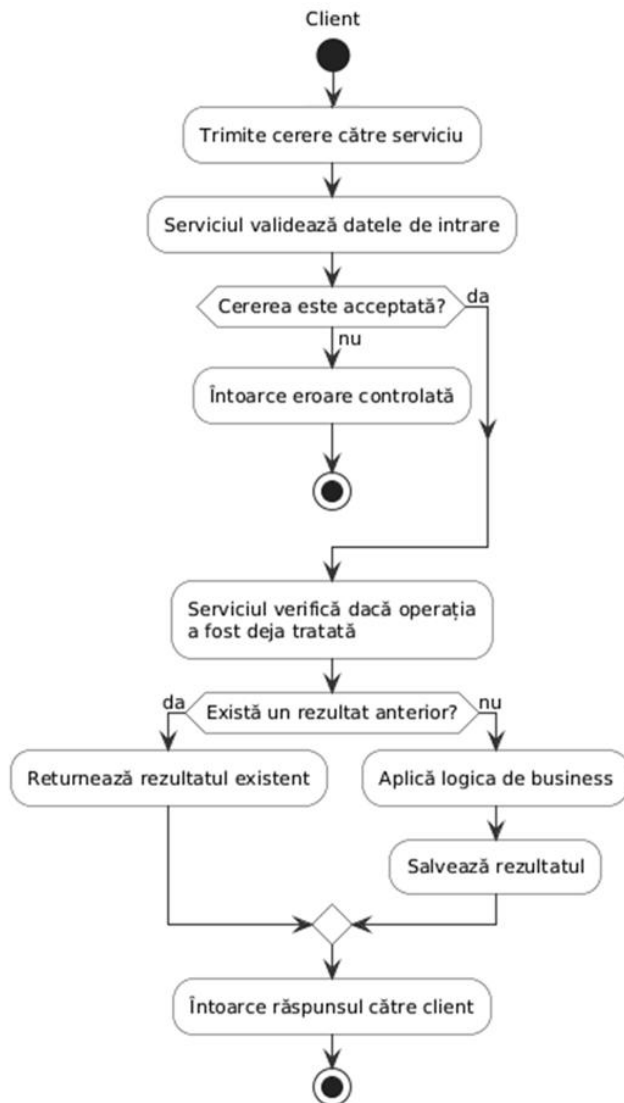 Client
Trimite cerere către serviciu
Serviciul validează datele de intrare
Cererea este acceptată?
da
nu
Întoarce eroare controlată
Serviciul verifică dacă operația
a fost deja tratată
da
Există un rezultat anterior?
nu
Returnează rezultatul existent
Aplică logica de business
Salvează rezultatul
Întoarce răspunsul către client